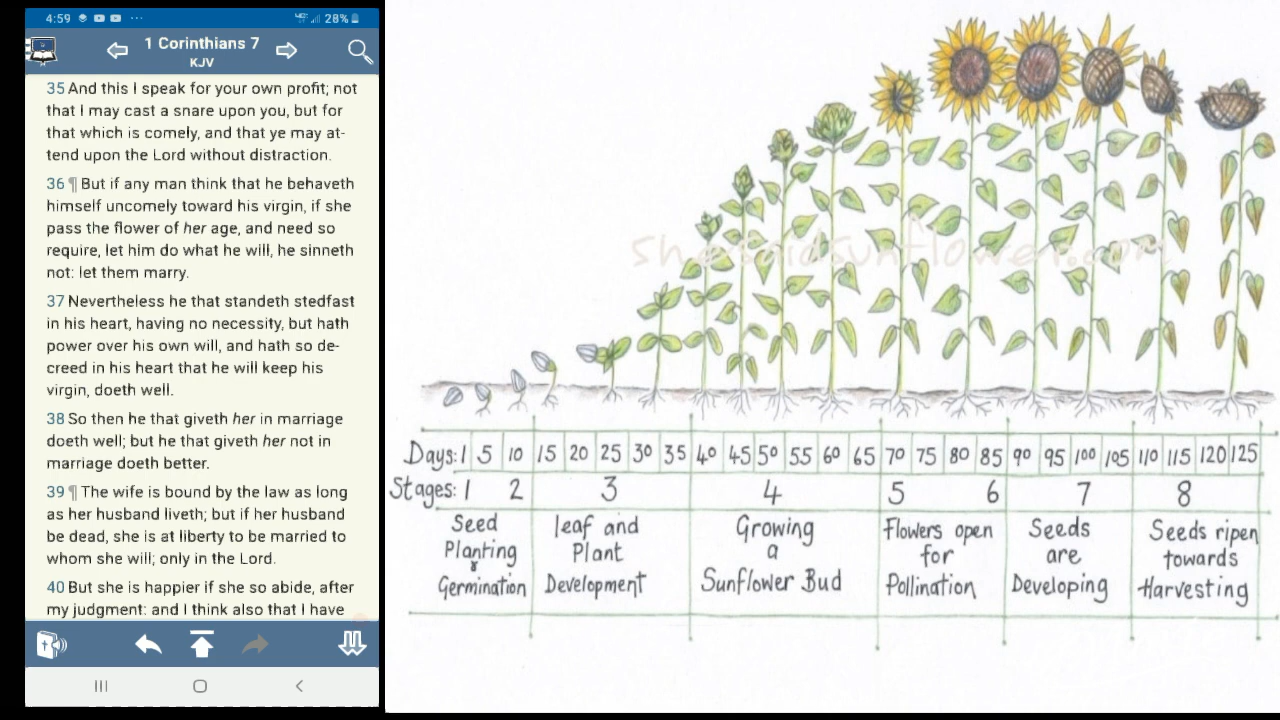 4:59
28%
1 Corinthians 7
KJV
35 And this I speak for your own profit; not
that I may cast a snare upon you, but for
that which is comely, and that ye may at-
tend upon the Lord without distraction.
36 ¶ But if any man think that he behaveth
himself uncomely toward his virgin, if she
pass the flower of her age, and need so
require, let him do what he will, he sinneth
not: let them marry.
37 Nevertheless he that standeth stedfast
in his heart, having no necessity, but hath
power over his own will, and hath so de-
creed in his heart that he will keep his
virgin, doeth well.
38 So then he that giveth her in marriage
doeth well; but he that giveth her not in
marriage doeth better.
39 ¶ The wife is bound by the law as long
as her husband liveth; but if her husband
be dead, she is at liberty to be married to
whom she will; only in the Lord.
40 But she is happier if she so abide, after
my judgment: and I think also that I have
shesaidsunflower.com
Days: 1 5 10 15 20 25 30 35 40 45 50 55 60 65 70 75 80 85 90 95 100 105 110 115 120 125
Stages: 1 2 3 4 5 6 7 8
Seed
Planting
&
Germination
leaf and
Plant
Development
Growing
a
Sunflower Bud
Flowers open
for
Pollination
Seeds
are
Developing
Seeds ripen
towards
Harvesting